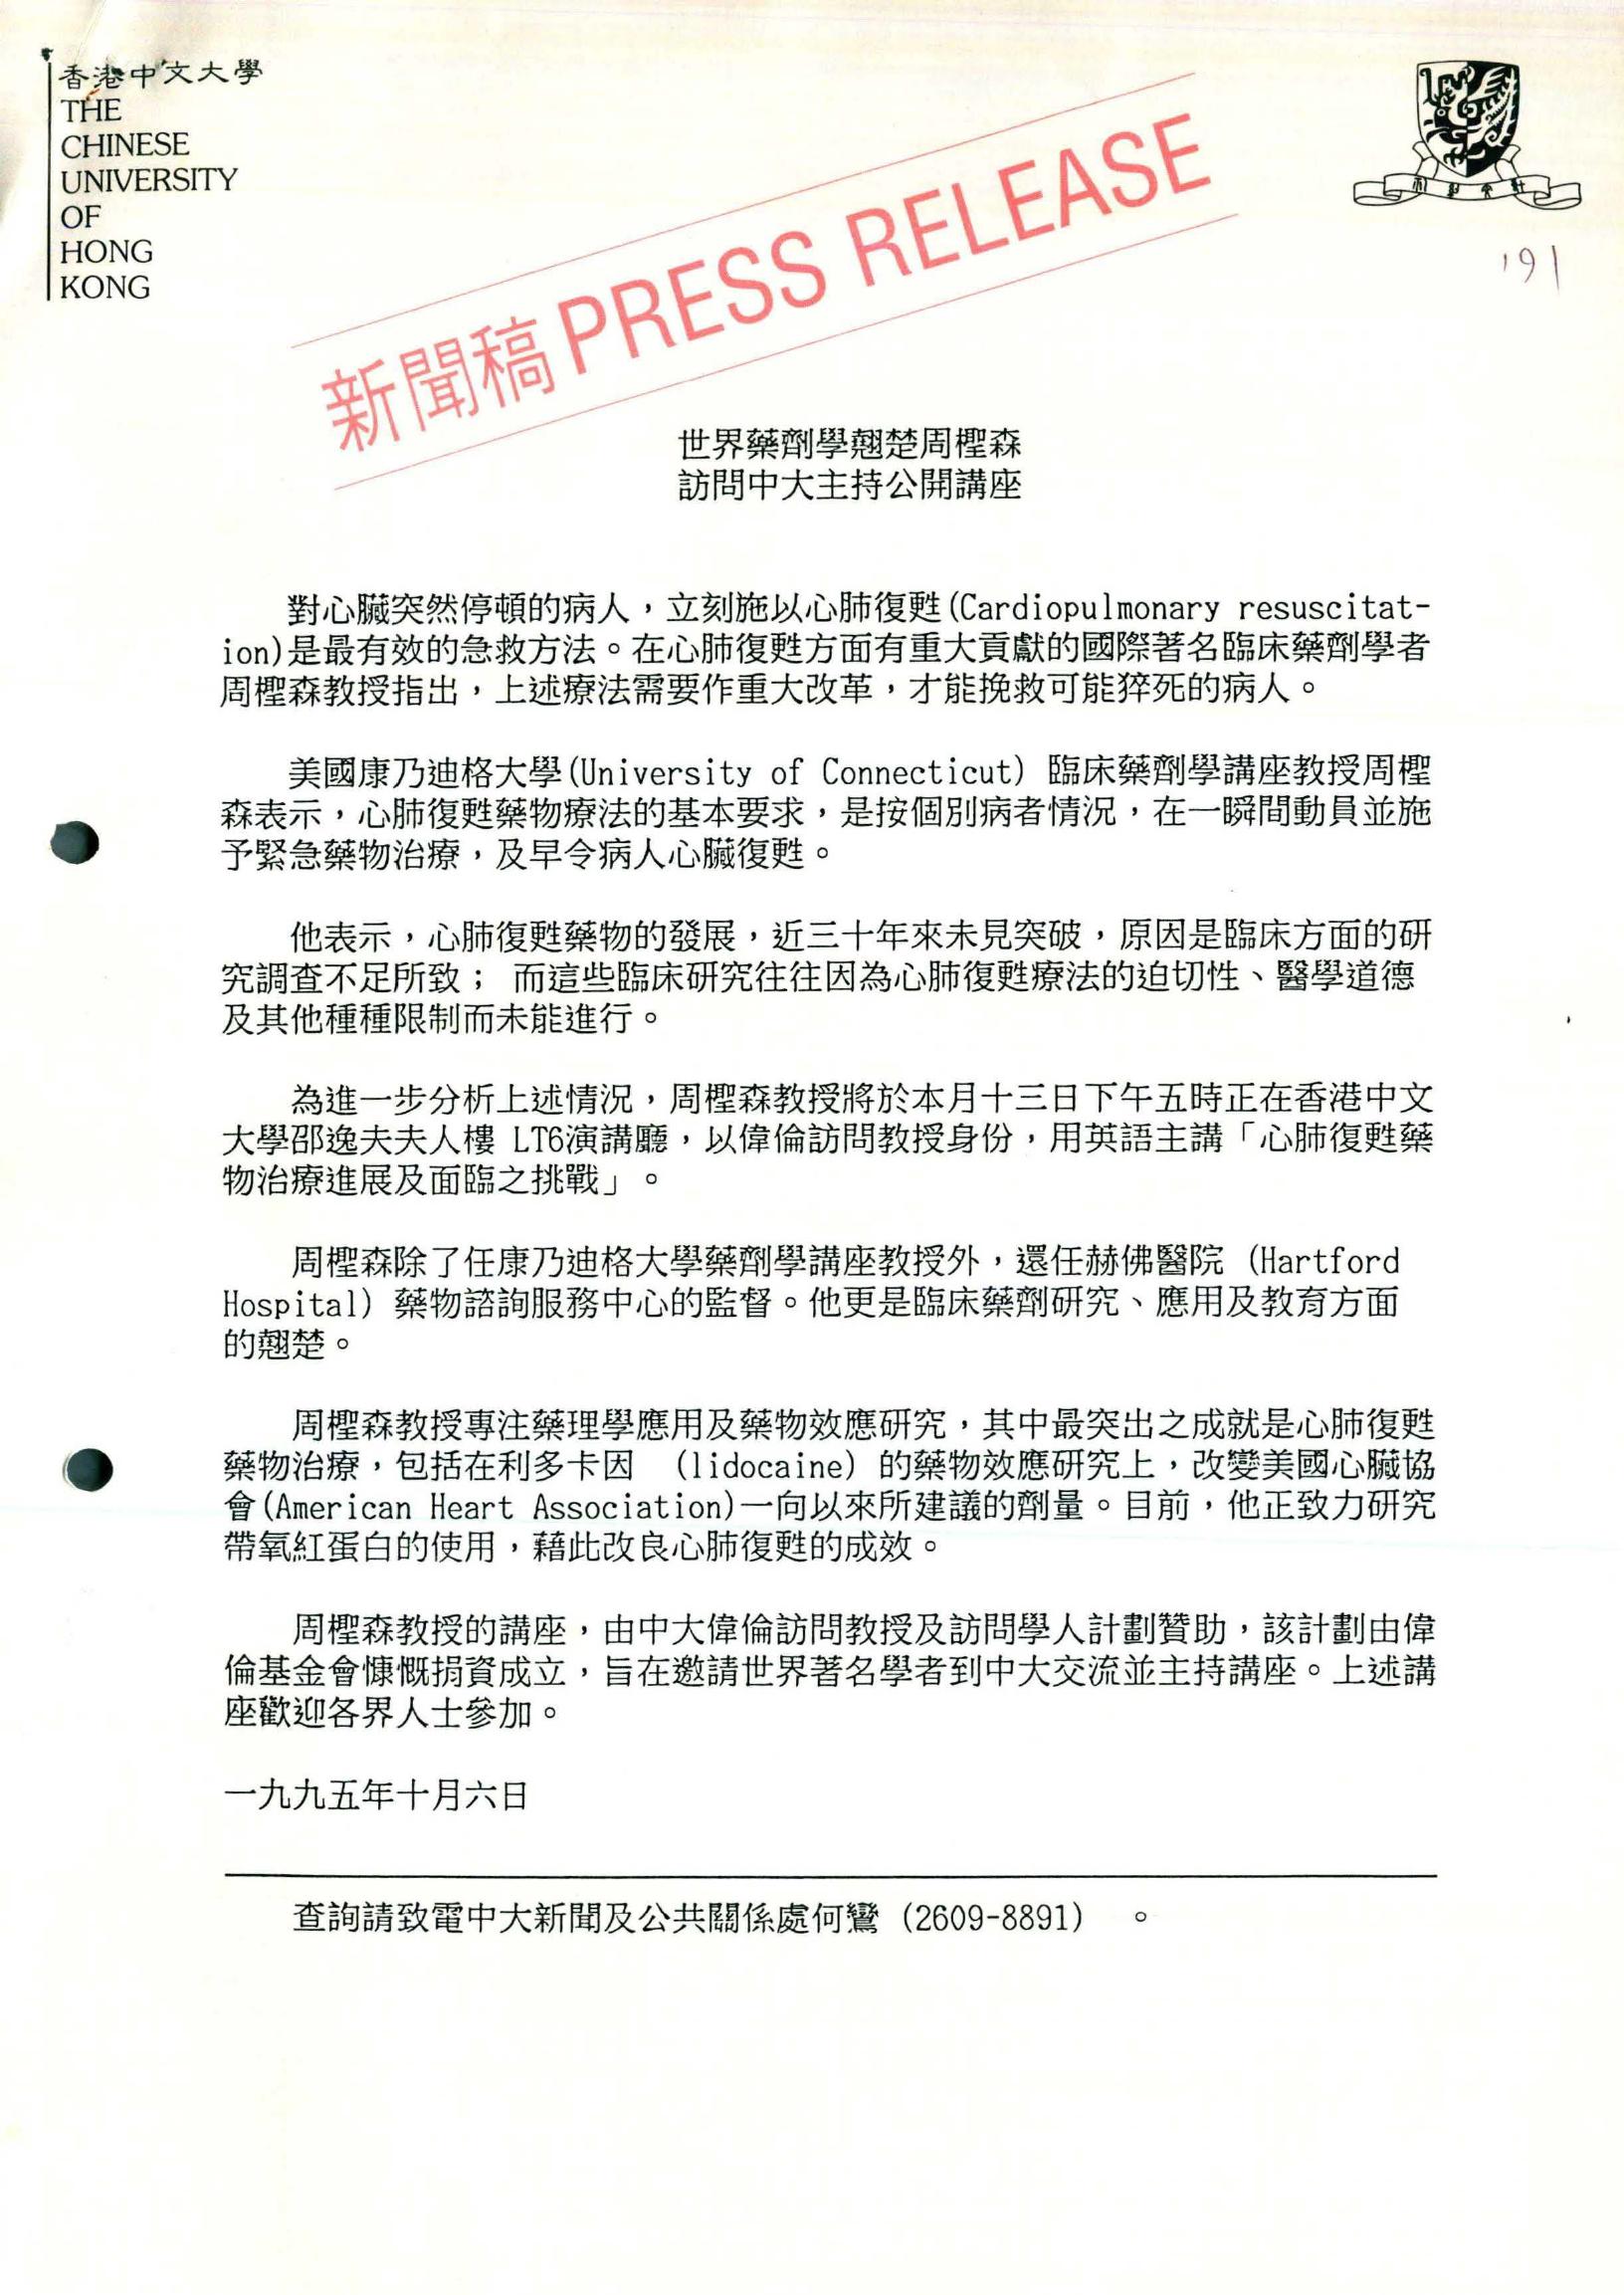 香港中文大學
THE
CHINESE
UNIVERSITY
OF
HONG
KONG
新聞稿 PRESS RELEASE
191
世界藥劑學翹楚周檉森
訪問中大主持公開講座
對心臟突然停頓的病人，立刻施以心肺復甦(Cardiopulmonary resuscitat-
ion)是最有效的急救方法。在心肺復甦方面有重大貢獻的國際著名臨床藥劑學者
周檉森教授指出，上述療法需要作重大改革，才能挽救可能猝死的病人。
美國康乃迪格大學(University of Connecticut) 臨床藥劑學講座教授周檉
森表示，心肺復甦藥物療法的基本要求，是按個別病者情況，在一瞬間動員並施
予緊急藥物治療，及早令病人心臟復甦。
他表示，心肺復甦藥物的發展，近三十年來未見突破，原因是臨床方面的研
究調查不足所致； 而這些臨床研究往往因為心肺復甦療法的迫切性、醫學道德
及其他種種限制而未能進行。
為進一步分析上述情況，周檉森教授將於本月十三日下午五時正在香港中文
大學邵逸夫夫人樓 LT6演講廳，以偉倫訪問教授身份，用英語主講「心肺復甦藥
物治療進展及面臨之挑戰」。
周檉森除了任康乃迪格大學藥劑學講座教授外，還任赫佛醫院 (Hartford
Hospital) 藥物諮詢服務中心的監督。他更是臨床藥劑研究、應用及教育方面
的翹楚。
周檉森教授專注藥理學應用及藥物效應研究，其中最突出之成就是心肺復甦
藥物治療，包括在利多卡因 (lidocaine) 的藥物效應研究上，改變美國心臟協
會(American Heart Association)一向以來所建議的劑量。目前，他正致力研究
帶氧紅蛋白的使用，藉此改良心肺復甦的成效。
周檉森教授的講座，由中大偉倫訪問教授及訪問學人計劃贊助，該計劃由偉
倫基金會慷慨捐資成立，旨在邀請世界著名學者到中大交流並主持講座。上述講
座歡迎各界人士參加。
一九九五年十月六日
查詢請致電中大新聞及公共關係處何鷺 (2609-8891) 。